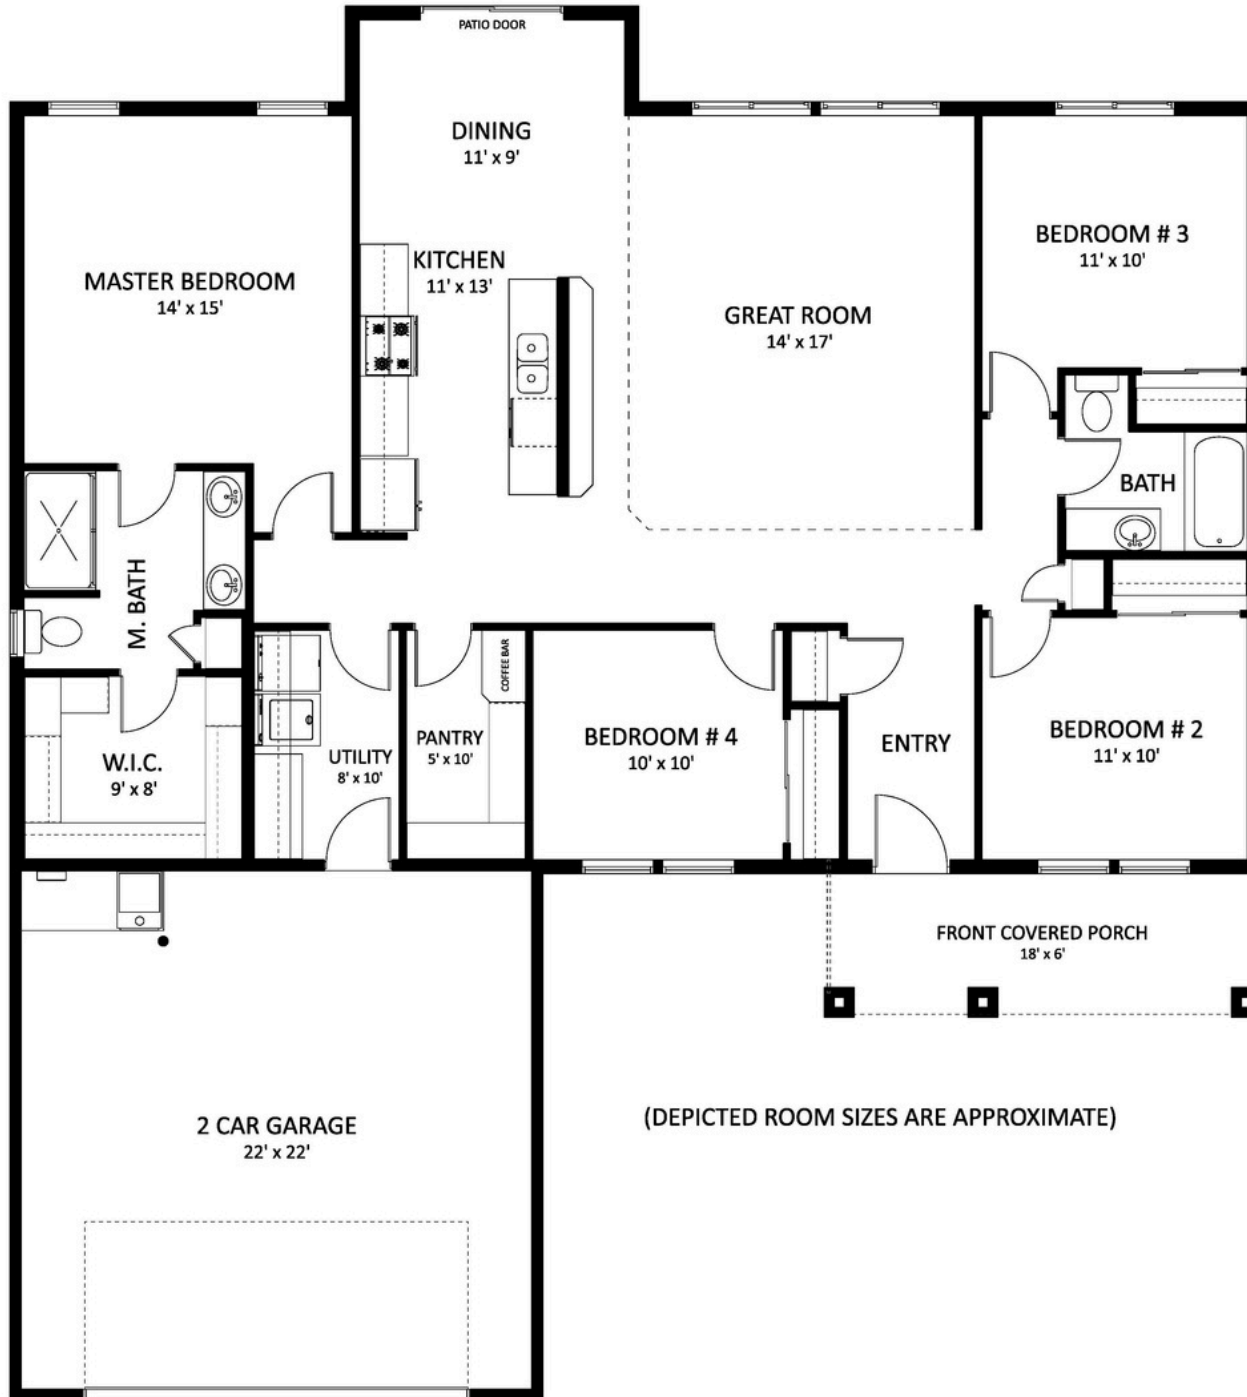 PATIO DOOR
DINING
11' x 9'
KITCHEN
11' x 13'
MASTER BEDROOM
14' x 15'
GREAT ROOM
14' x 17'
BEDROOM # 3
11' x 10'
BATH
M. BATH
W.I.C.
9' x 8'
UTILITY
8' x 10'
COFFEE BAR
PANTRY
5' x 10'
BEDROOM # 4
10' x 10'
ENTRY
BEDROOM # 2
11' x 10'
FRONT COVERED PORCH
18' x 6'
2 CAR GARAGE
22' x 22'
(DEPICTED ROOM SIZES ARE APPROXIMATE)